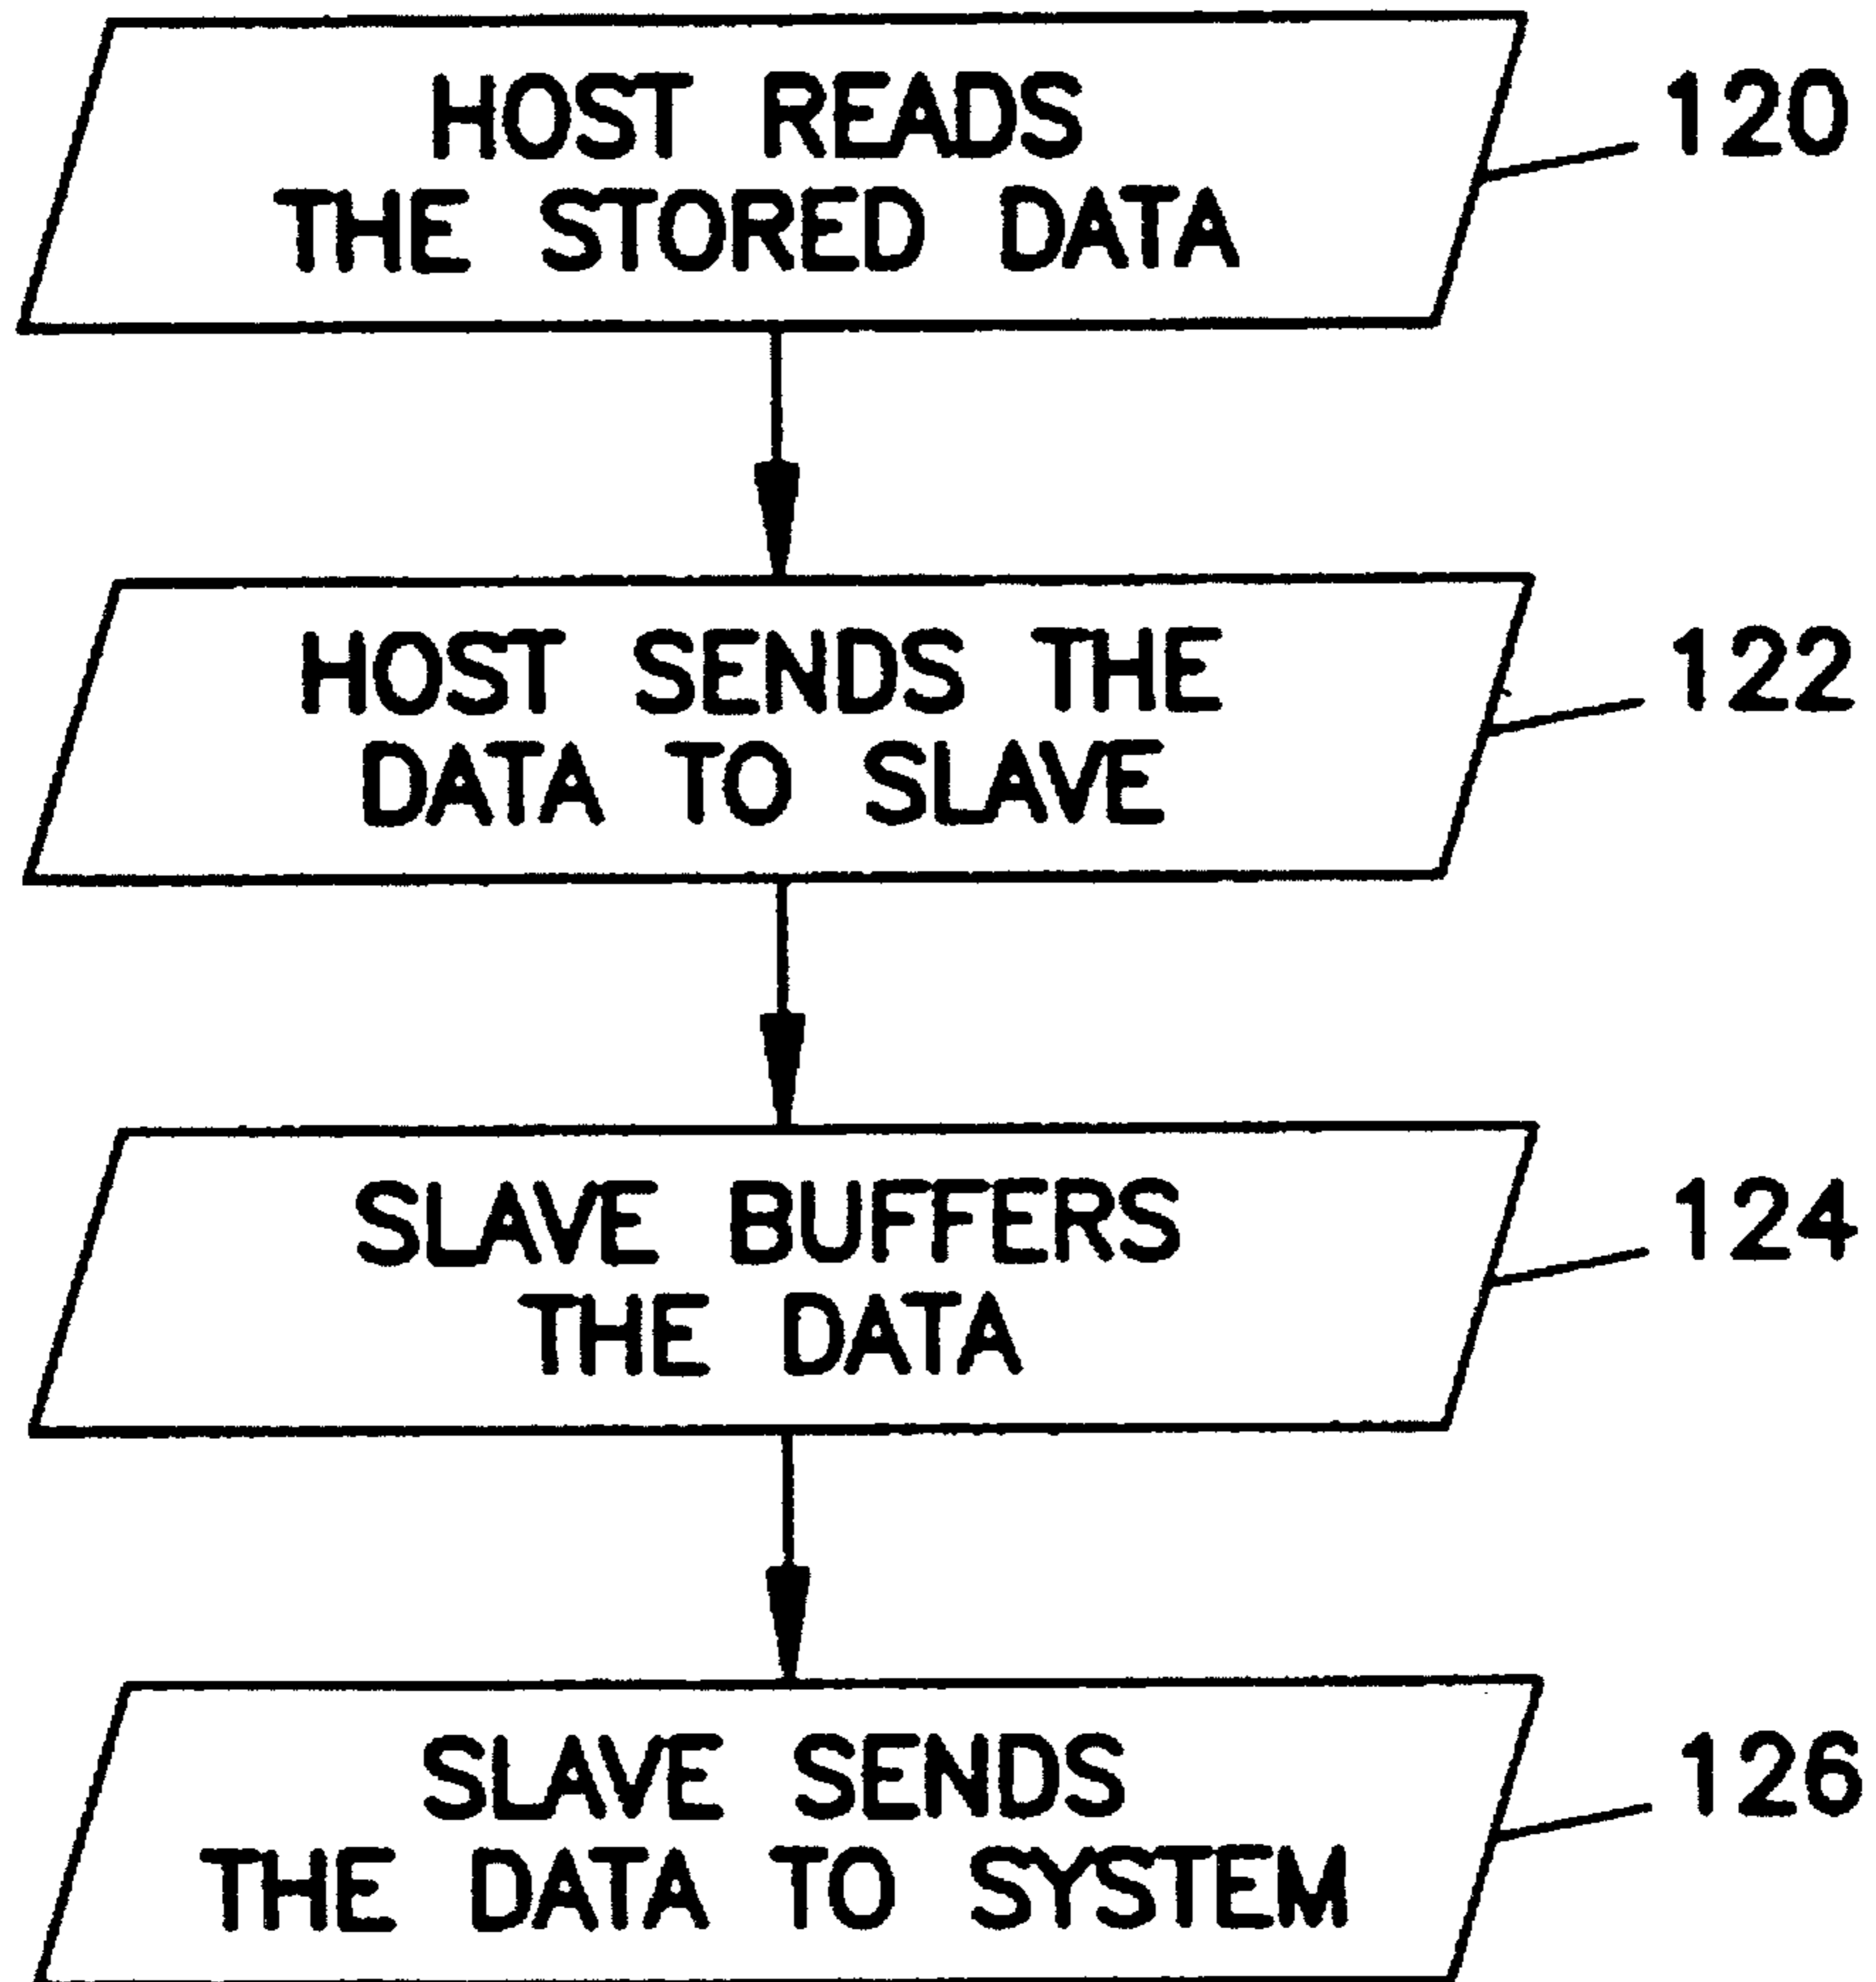 HOST READS
THE STORED DATA
120
HOST SENDS THE
DATA TO SLAVE
122
SLAVE BUFFERS
THE DATA
124
SLAVE SENDS
THE DATA TO SYSTEM
126